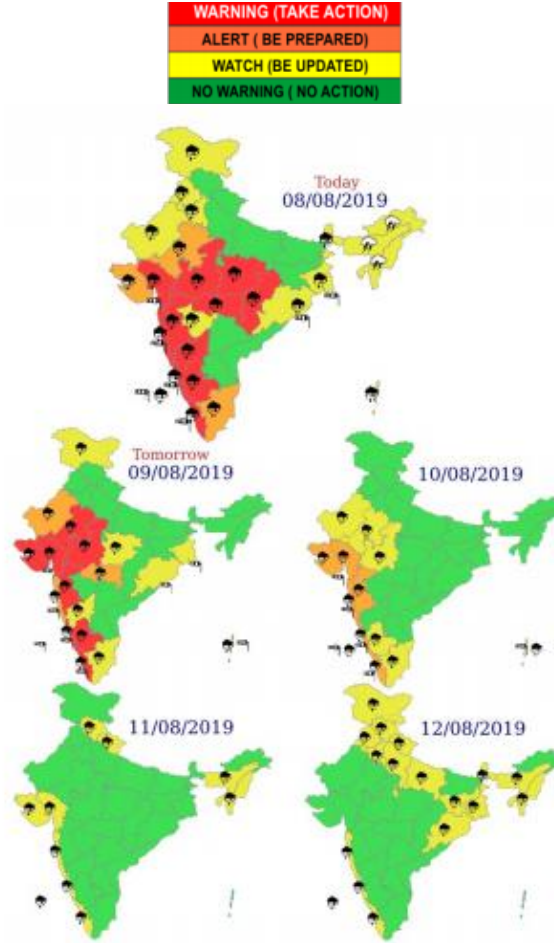 WARNING (TAKE ACTION)
ALERT ( BE PREPARED)
WATCH (BE UPDATED)
NO WARNING ( NO ACTION)
Today
08/08/2019
Tomorrow
09/08/2019
10/08/2019
11/08/2019
12/08/2019